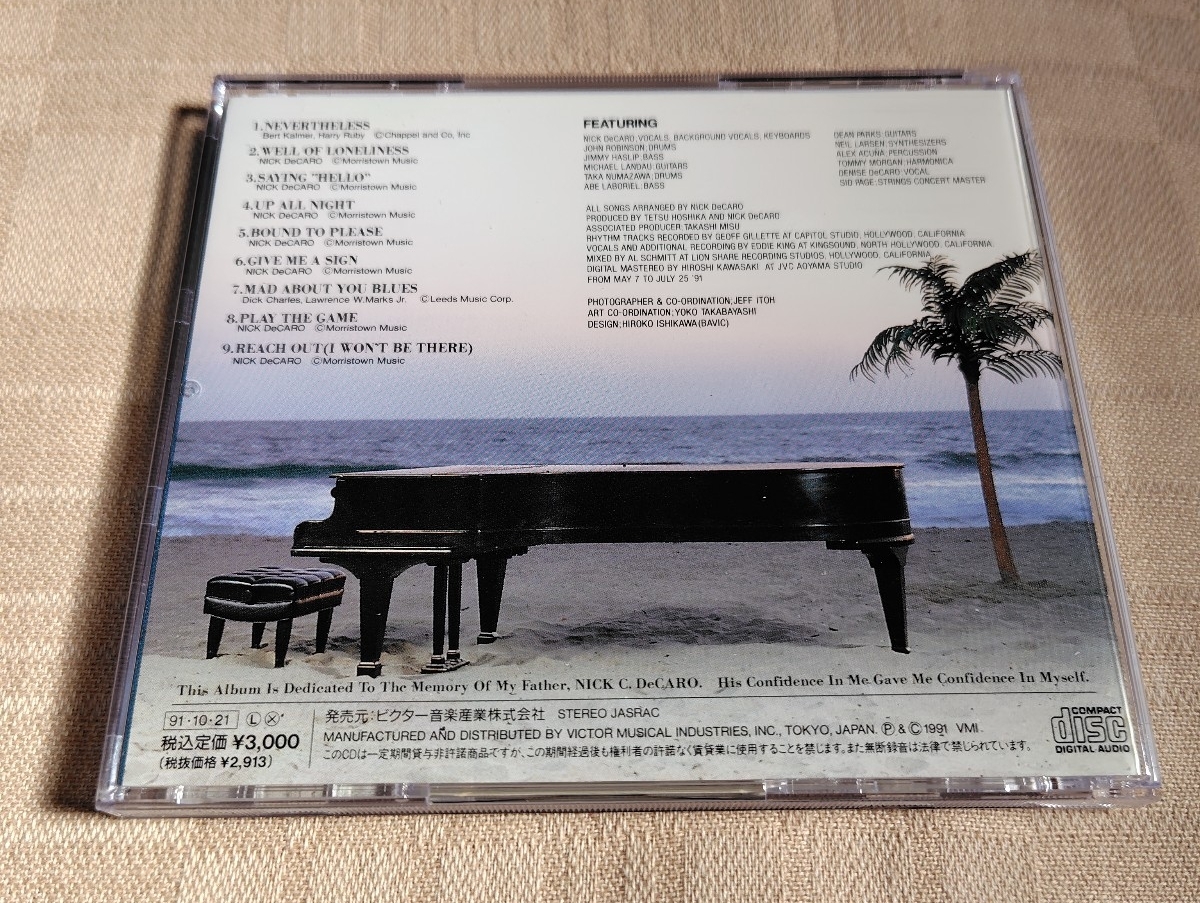 1.NEVERTHELESS
Bert Kalmer, Harry Ruby ©Chappel and Co, Inc
2.WELL OF LONELINESS
NICK DeCARO ©Morristown Music
3.SAYING "HELLO"
NICK DeCARO ©Morristown Music
4.UP ALL NIGHT
NICK DeCARO ©Morristown Music
5.BOUND TO PLEASE
NICK DeCARO ©Morristown Music
6.GIVE ME A SIGN
NICK DeCARO ©Morristown Music
7.MAD ABOUT YOU BLUES
Dick Charles, Lawrence W.Marks Jr. ©Leeds Music Corp.
8.PLAY THE GAME
NICK DeCARO ©Morristown Music
9.REACH OUT(I WON'T BE THERE)
NICK DeCARO ©Morristown Music
FEATURING
NICK DeCARO; VOCALS, BACKGROUND VOCALS, KEYBOARDS
JOHN ROBINSON; DRUMS
JIMMY HASLIP; BASS
MICHAEL LANDAU; GUITARS
TAKA NUMAZAWA; DRUMS
ABE LABORIEL; BASS
DEAN PARKS; GUITARS
NEIL LARSEN; SYNTHESIZERS
ALEX ACUÑA; PERCUSSION
TOMMY MORGAN; HARMONICA
DENISE DeCARO; VOCAL
SID PAGE; STRINGS CONCERT MASTER
ALL SONGS ARRANGED BY NICK DeCARO
PRODUCED BY TETSU HOSHIKA AND NICK DeCARO
ASSOCIATED PRODUCER; TAKASHI MISU
RHYTHM TRACKS RECORDED BY GEOFF GILLETTE AT CAPITOL STUDIO, HOLLYWOOD, CALIFORNIA
VOCALS AND ADDITIONAL RECORDING BY EDDIE KING AT KINGSOUND, NORTH HOLLYWOOD, CALIFORNIA
MIXED BY AL SCHMITT AT LION SHARE RECORDING STUDIOS, HOLLYWOOD, CALIFORNIA
DIGITAL MASTERED BY HIROSHI KAWASAKI AT JVC AOYAMA STUDIO
FROM MAY 7 TO JULY 25 '91
PHOTOGRAPHER & CO-ORDINATION; JEFF ITOH
ART CO-ORDINATION; YOKO TAKABAYASHI
DESIGN; HIROKO ISHIKAWA(BAVIC)
This Album Is Dedicated To The Memory Of My Father, NICK C. DeCARO. His Confidence In Me Gave Me Confidence In Myself.
91・10・21 Ⓛ Ⓧ
税込定価 ¥3,000
(税抜価格 ¥2,913)
発売元:ビクター音楽産業株式会社 STEREO JASRAC
MANUFACTURED AND DISTRIBUTED BY VICTOR MUSICAL INDUSTRIES, INC., TOKYO, JAPAN. Ⓟ & © 1991 VMI.
このCDは一定期間貸与非許諾商品ですが、この期間経過後も権利者の許諾なく賃貸業に使用することを禁じます。また無断録音は法律で禁じられています。
COMPACT
disc
DIGITAL AUDIO